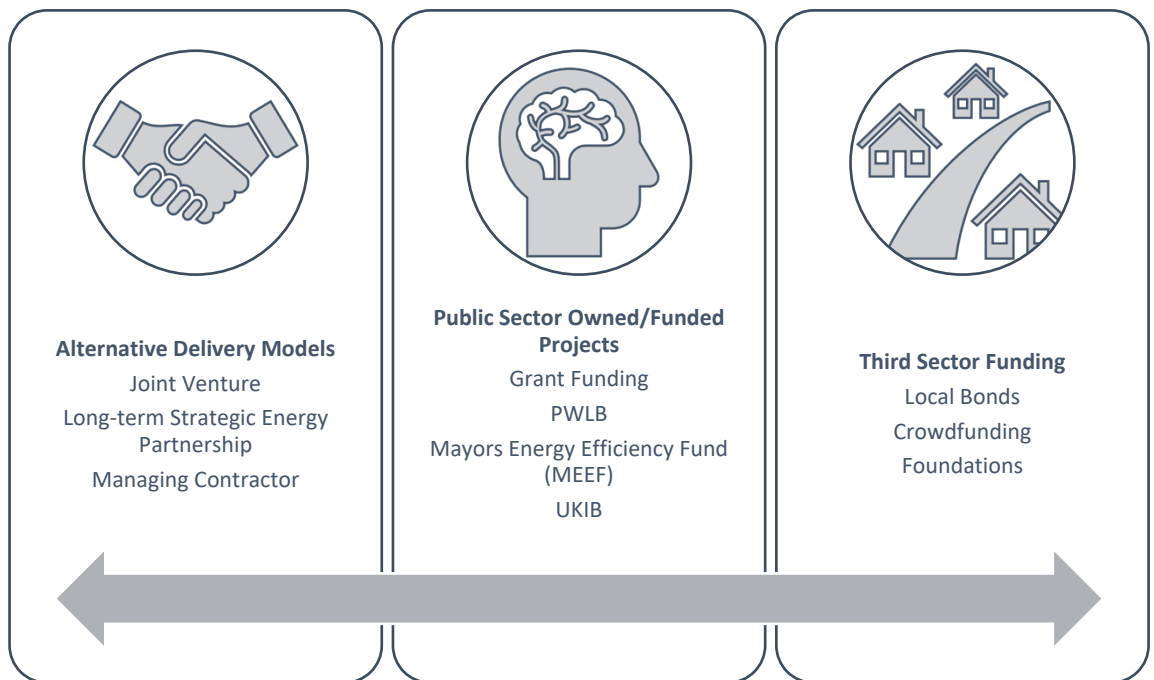 Alternative Delivery Models
Joint Venture
Long-term Strategic Energy
Partnership
Managing Contractor
Public Sector Owned/Funded
Projects
Grant Funding
PWLB
Mayors Energy Efficiency Fund
(MEEF)
UKIB
Third Sector Funding
Local Bonds
Crowdfunding
Foundations